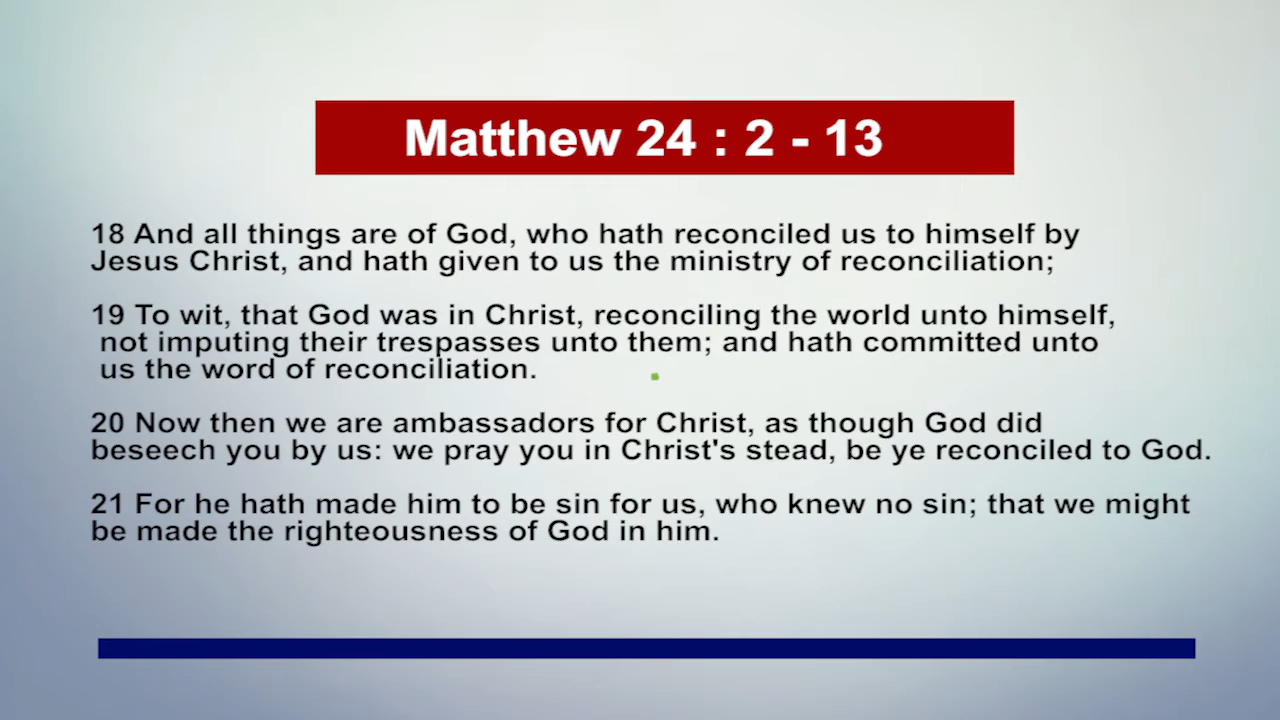 Matthew 24 : 2 - 13
18 And all things are of God, who hath reconciled us to himself by
Jesus Christ, and hath given to us the ministry of reconciliation;
19 To wit, that God was in Christ, reconciling the world unto himself,
not imputing their trespasses unto them; and hath committed unto
us the word of reconciliation.
20 Now then we are ambassadors for Christ, as though God did
beseech you by us: we pray you in Christ's stead, be ye reconciled to God.
21 For he hath made him to be sin for us, who knew no sin; that we might
be made the righteousness of God in him.